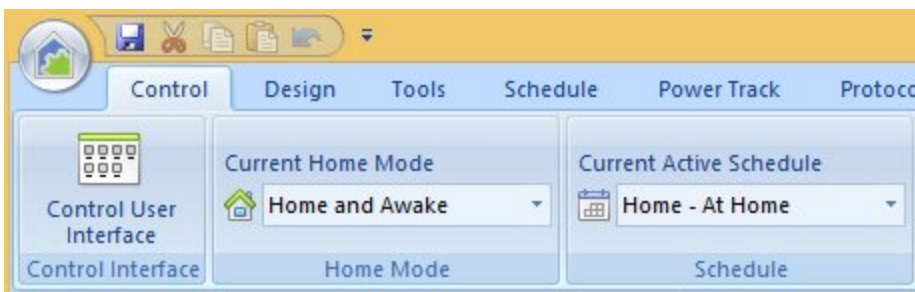 Control Design Tools Schedule Power Track Protoco
Current Home Mode Current Active Schedule
Home and Awake Home - At Home
Control User
Interface
Control Interface Home Mode Schedule